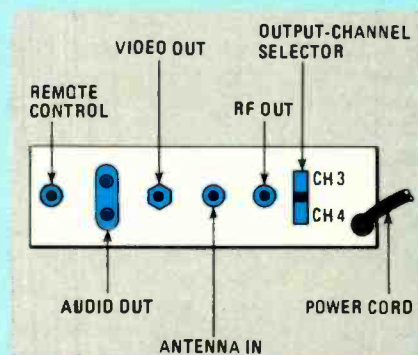 OUTPUT-CHANNEL
SELECTOR
VIDEO OUT
REMOTE
CONTROL
RF OUT
CH 3
CH 4
AUDIO OUT
POWER CORD
ANTENNA IN